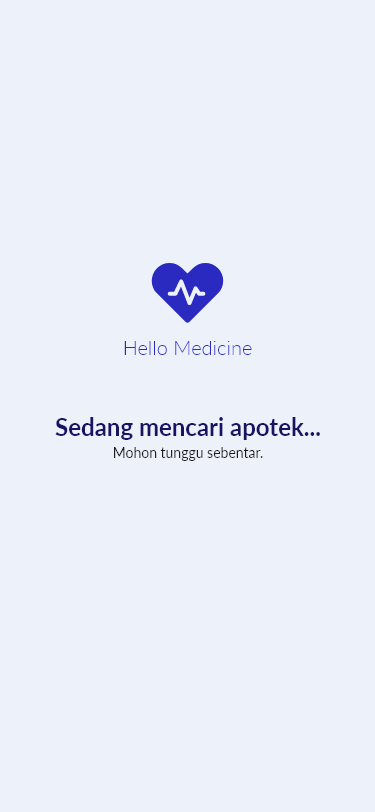 Hello Medicine
Sedang mencari apotek...
Mohon tunggu sebentar.